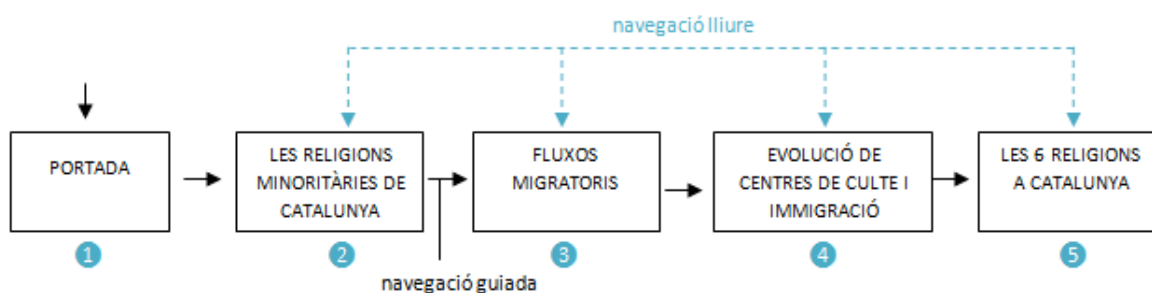 navegació lliure
PORTADA
LES RELIGIONS
MINORITÀRIES DE
CATALUNYA
FLUXOS
MIGRATORIS
EVOLUCIÓ DE
CENTRES DE CULTE I
IMMIGRACIÓ
LES 6 RELIGIONS
A CATALUNYA
1
2
3
4
5
navegació guiada